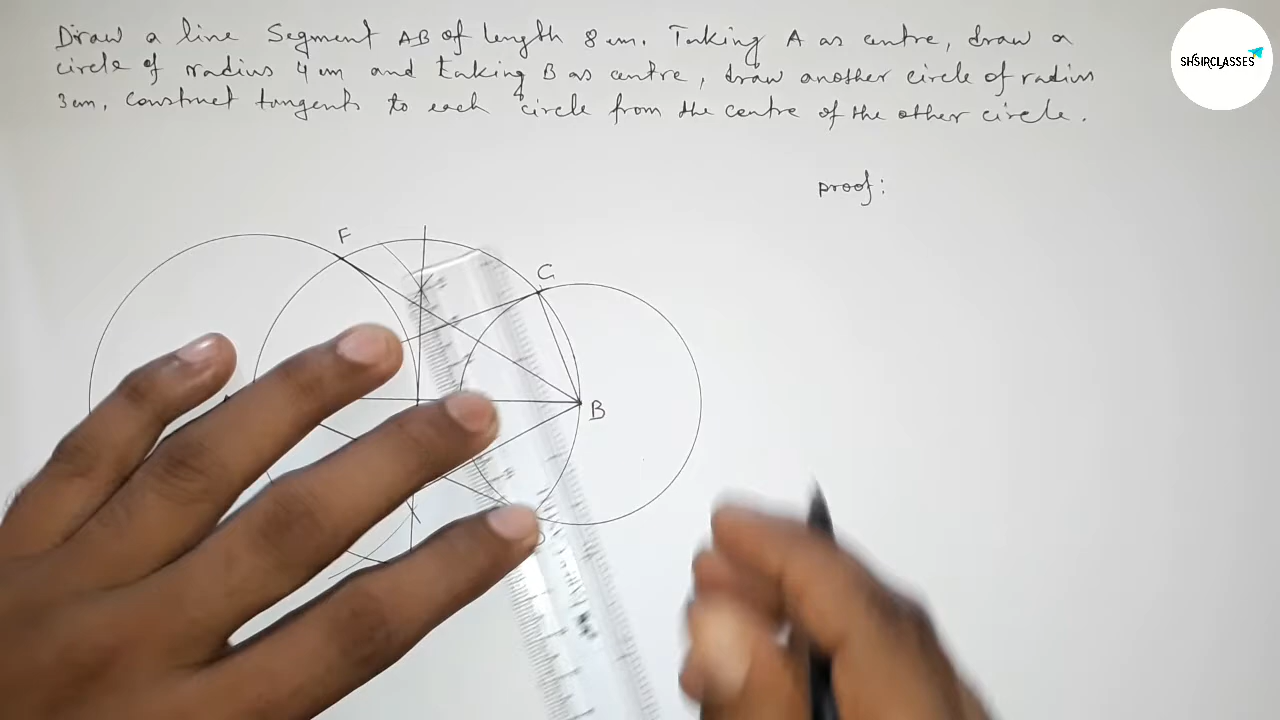 Draw a line Segment AB of length 8 cm. Taking A as centre, draw a
circle of radius 4 cm and taking B as centre, draw another circle of radius
3 cm. Construct tangents to each circle from the centre of the other circle.
SHSIRCLASSES
proof:
F
C
B